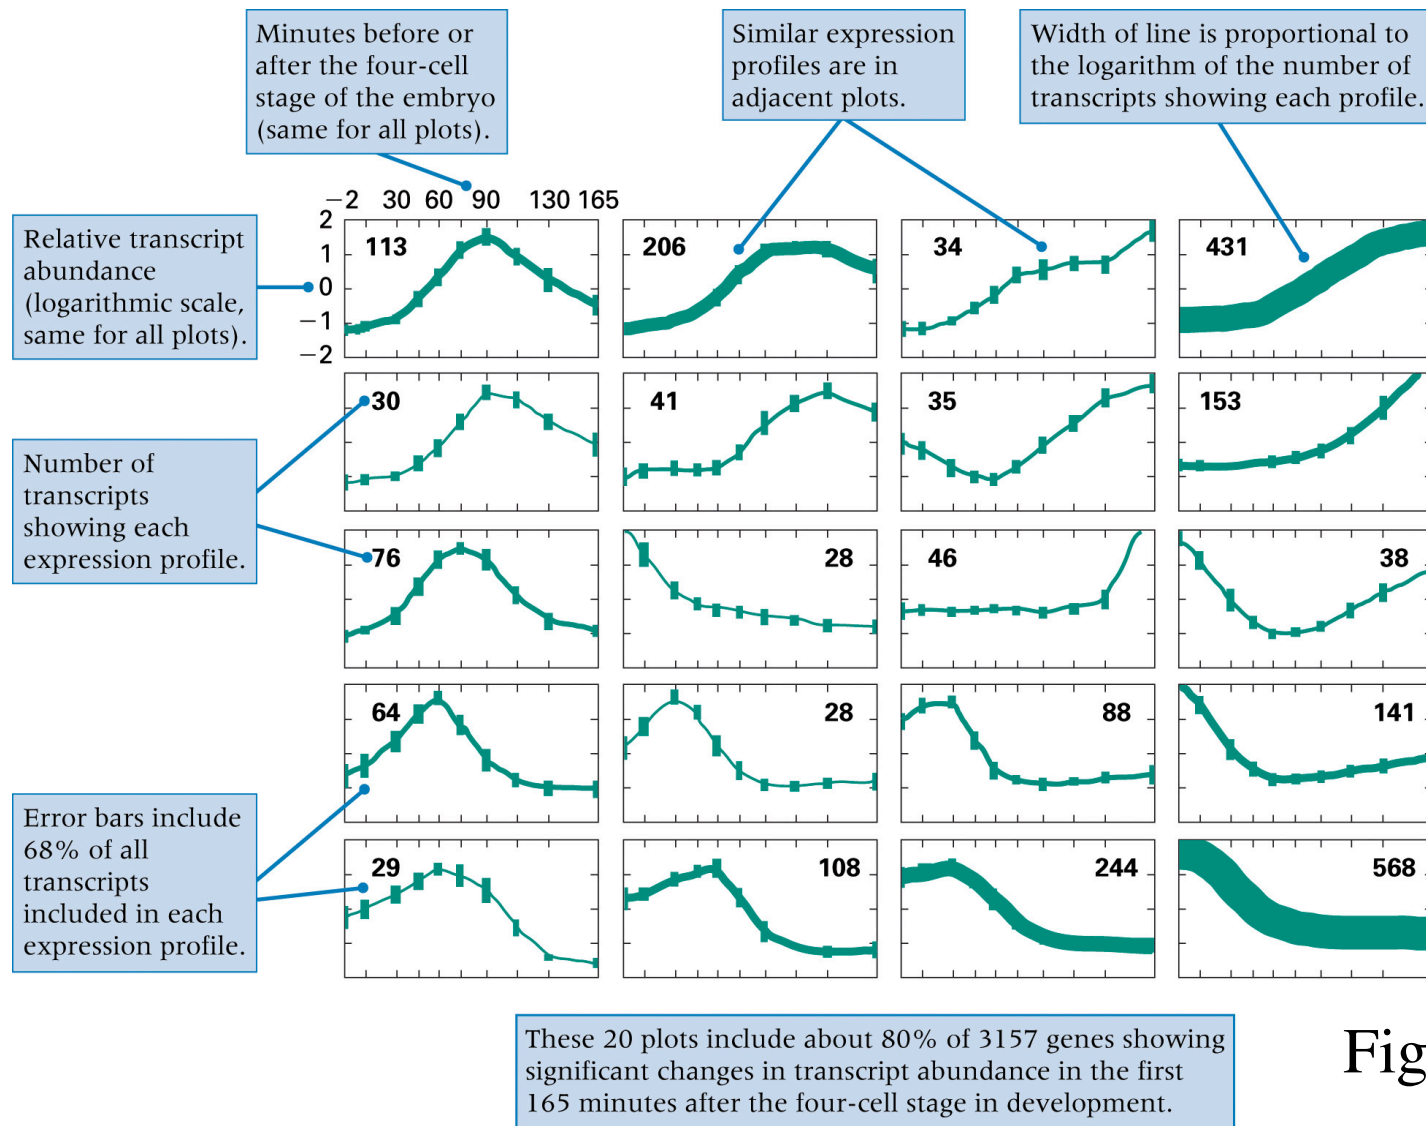 Minutes before or
after the four-cell
stage of the embryo
(same for all plots).
Similar expression
profiles are in
adjacent plots.
Width of line is proportional to
the logarithm of the number of
transcripts showing each profile.
−2 30 60 90 130 165
Relative transcript
abundance
(logarithmic scale,
same for all plots).
2
1
0
−1
−2
113 206 34 431
30 41 35 153
Number of
transcripts
showing each
expression profile.
76 28 46 38
64 28 88 141
Error bars include
68% of all
transcripts
included in each
expression profile.
29 108 244 568
These 20 plots include about 80% of 3157 genes showing
significant changes in transcript abundance in the first
165 minutes after the four-cell stage in development.
Fig